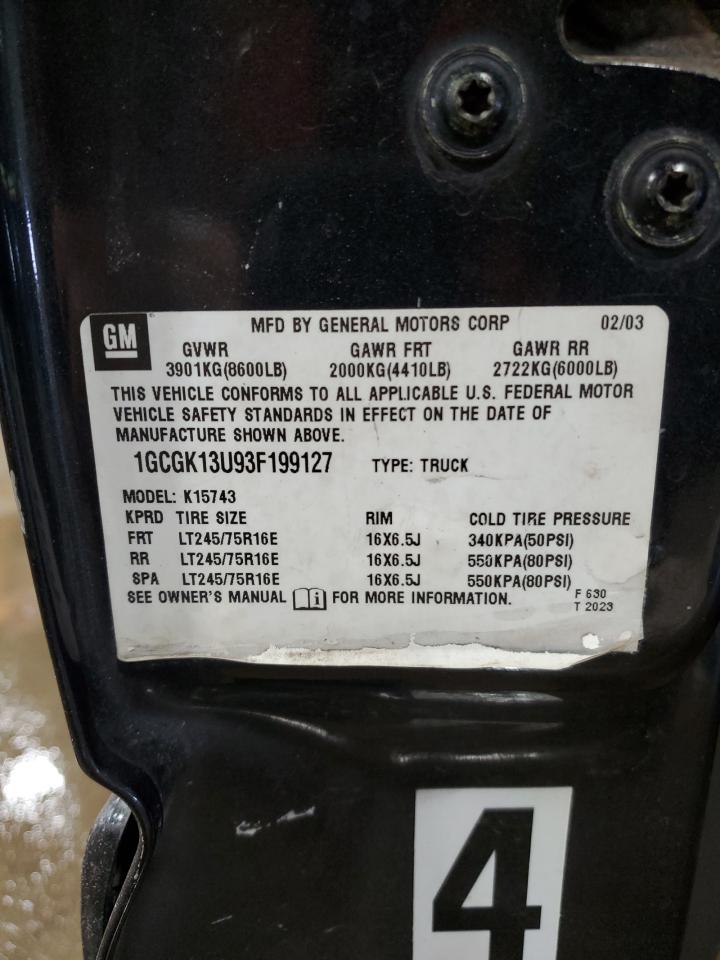 GM
MFD BY GENERAL MOTORS CORP 02/03
GVWR GAWR FRT GAWR RR
3901KG(8600LB) 2000KG(4410LB) 2722KG(6000LB)
THIS VEHICLE CONFORMS TO ALL APPLICABLE U.S. FEDERAL MOTOR
VEHICLE SAFETY STANDARDS IN EFFECT ON THE DATE OF
MANUFACTURE SHOWN ABOVE.
1GCGK13U93F199127 TYPE: TRUCK
MODEL: K15743
KPRD TIRE SIZE RIM COLD TIRE PRESSURE
FRT LT245/75R16E 16X6.5J 340KPA(50PSI)
RR LT245/75R16E 16X6.5J 550KPA(80PSI)
SPA LT245/75R16E 16X6.5J 550KPA(80PSI)
SEE OWNER'S MANUAL i FOR MORE INFORMATION. F 630
T 2023
4